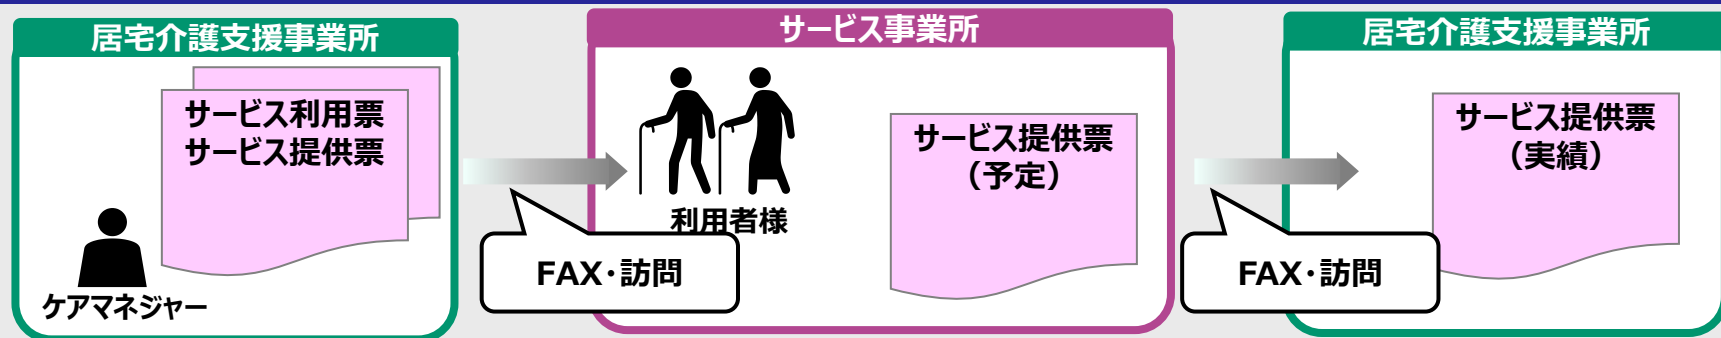 居宅介護支援事業所
サービス利用票
サービス提供票
ケアマネジャー
FAX・訪問
サービス事業所
利用者様
サービス提供票
（予定）
FAX・訪問
居宅介護支援事業所
サービス提供票
（実績）